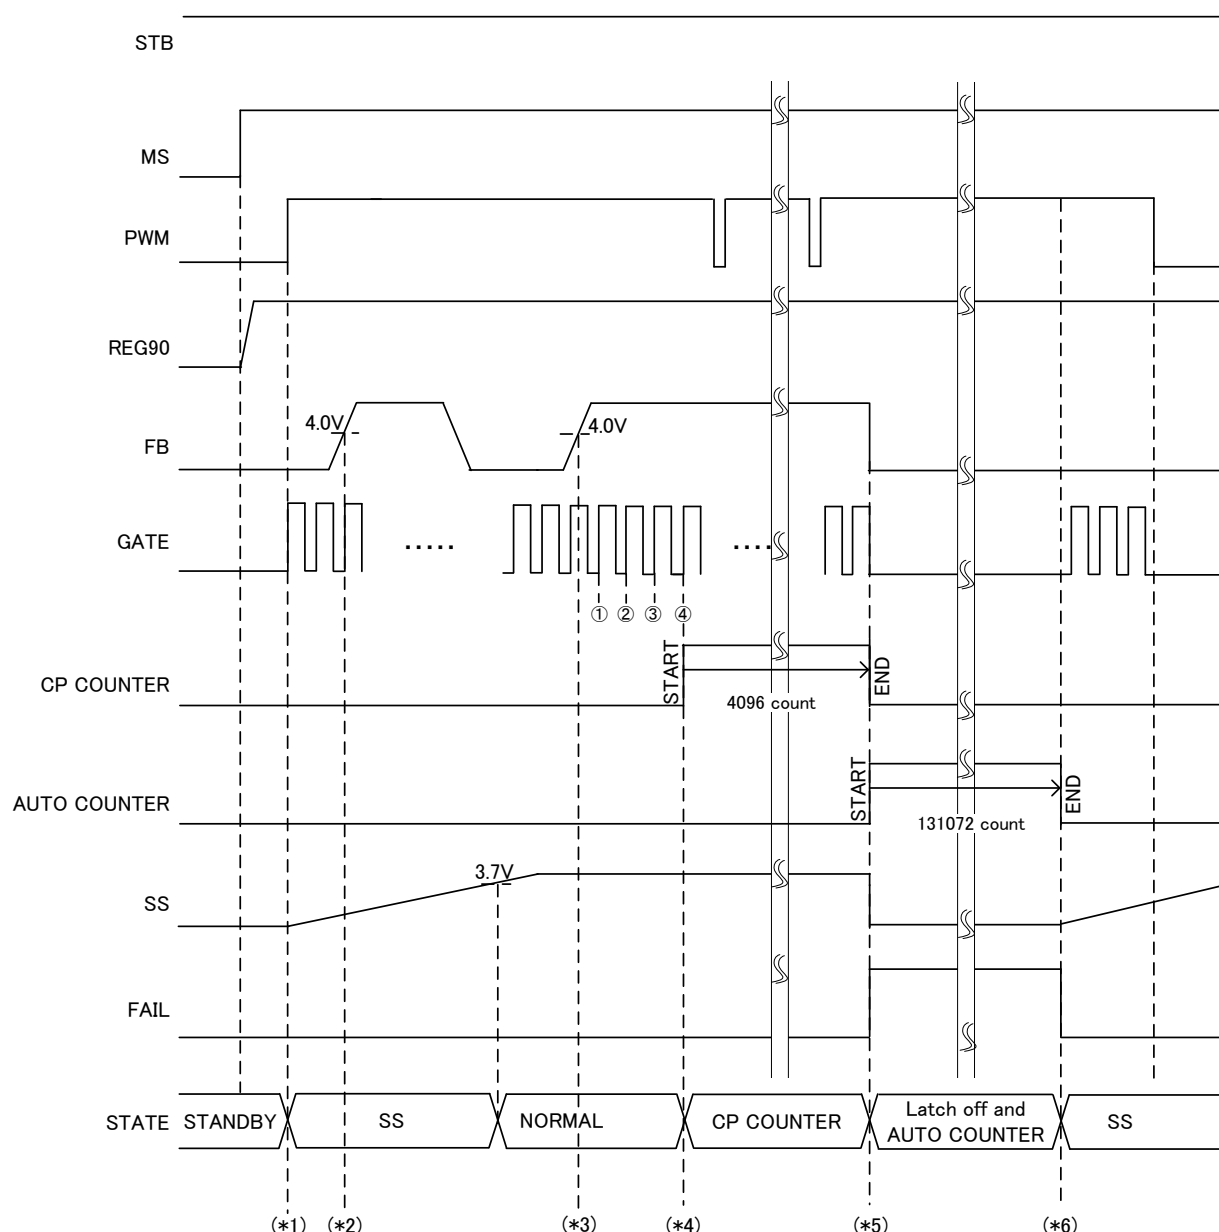 STB
MS
PWM
REG90
4.0V
4.0V
FB
GATE
.....
....
① ② ③ ④
START
END
CP COUNTER
4096 count
START
END
AUTO COUNTER
131072 count
3.7V
SS
FAIL
STATE STANDBY SS NORMAL CP COUNTER Latch off and AUTO COUNTER SS
(*1) (*2) (*3) (*4) (*5) (*6)